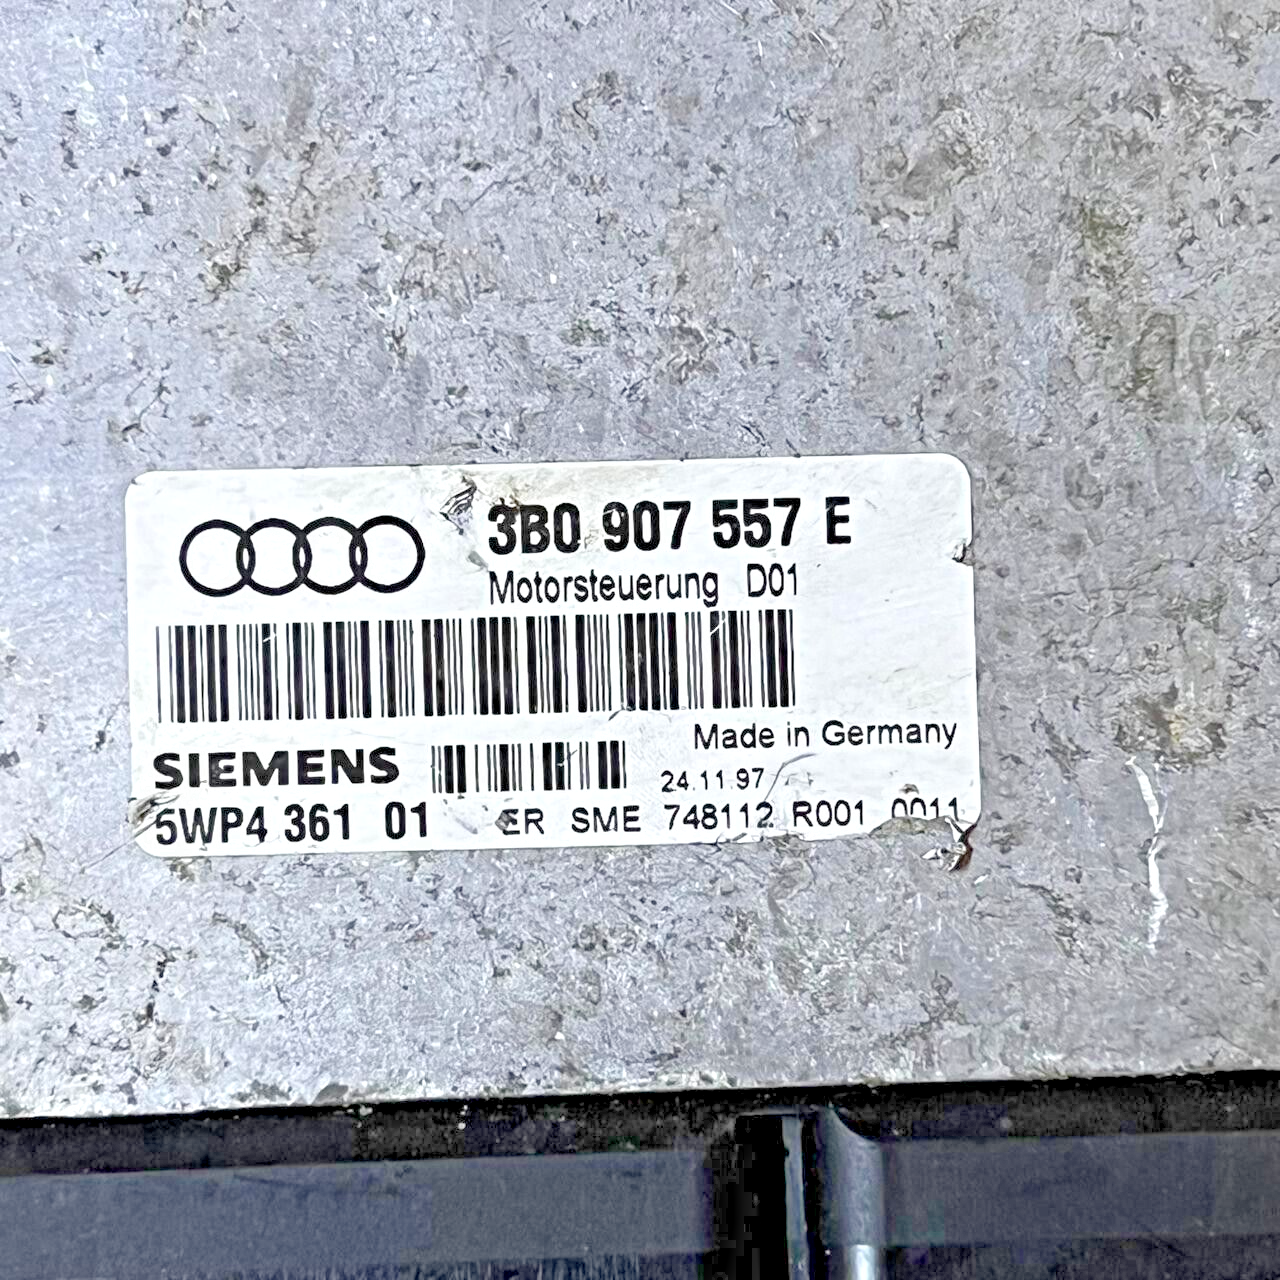 3B0 907 557 E
Motorsteuerung D01
Made in Germany
SIEMENS
24.11.97
5WP4 361 01 ER SME 748112 R001 0011